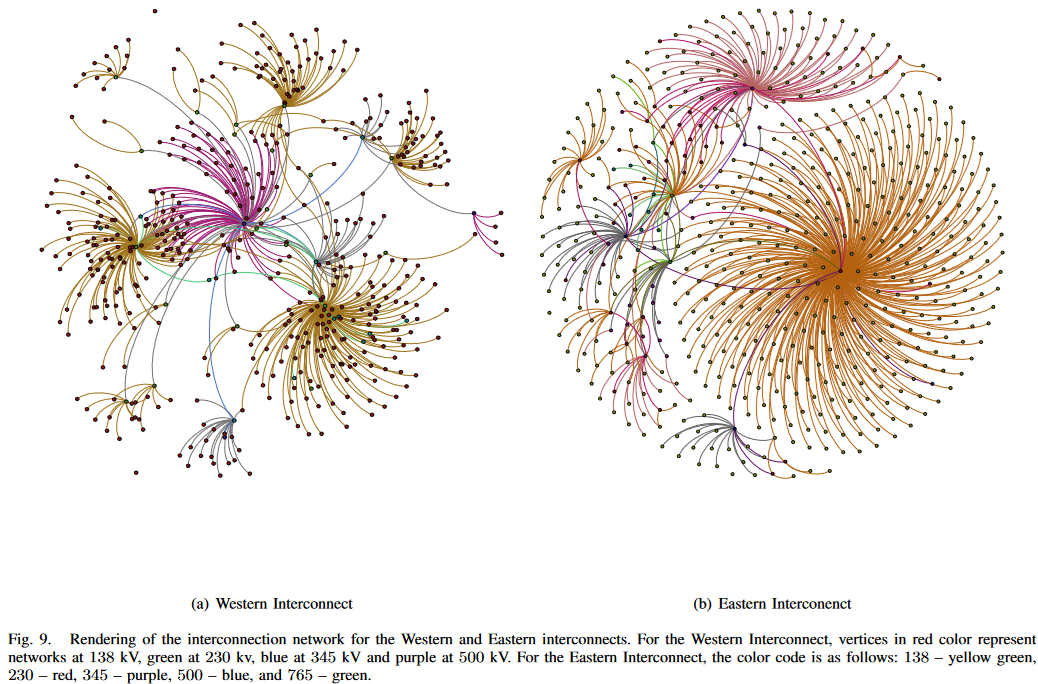 (a) Western Interconnect
(b) Eastern Interconenct
Fig. 9. Rendering of the interconnection network for the Western and Eastern interconnects. For the Western Interconnect, vertices in red color represent
networks at 138 kV, green at 230 kv, blue at 345 kV and purple at 500 kV. For the Eastern Interconnect, the color code is as follows: 138 – yellow green,
230 – red, 345 – purple, 500 – blue, and 765 – green.